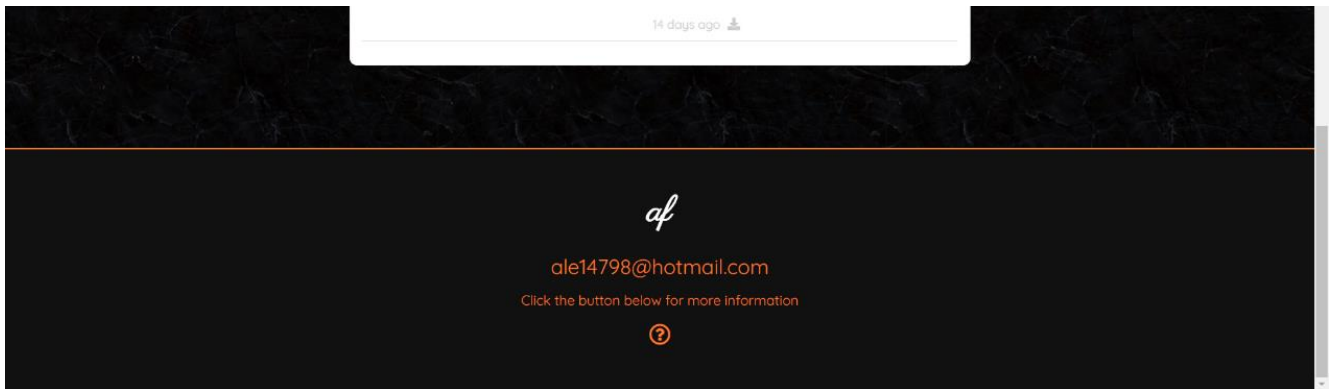 14 days ago
af
ale14798@hotmail.com
Click the button below for more information
?